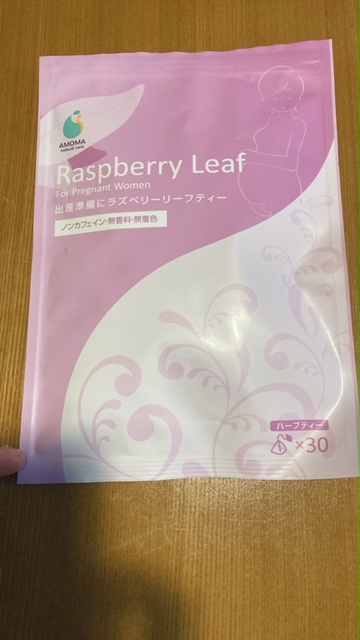 AMOMA
natural care
Raspberry Leaf
For Pregnant Women
出産準備にラズベリーリーフティー
ノンカフェイン・無香料・無着色
ハーブティー
×30